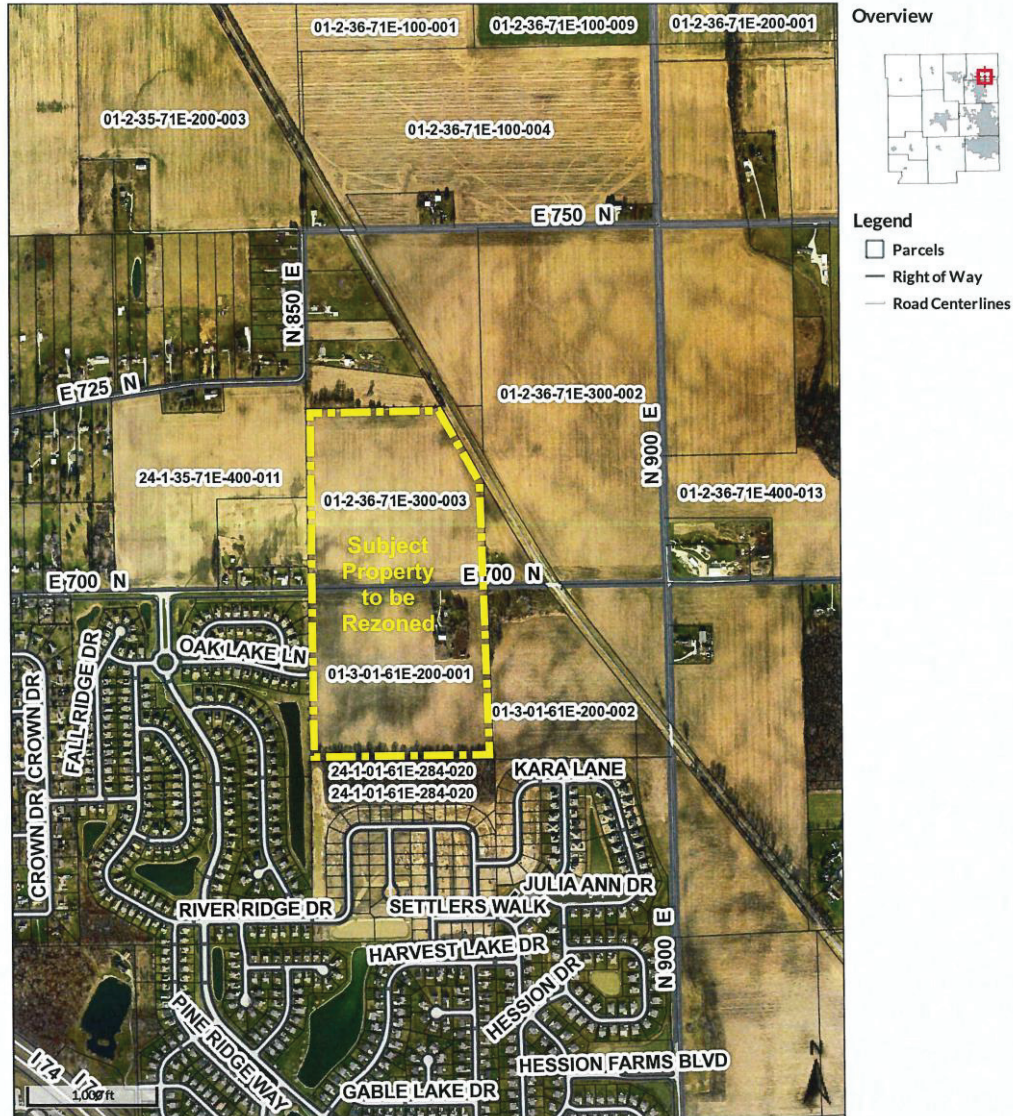 01-2-36-71E-100-001
01-2-36-71E-100-009
01-2-36-71E-200-001
01-2-35-71E-200-003
01-2-36-71E-100-004
E 750 N
N 850 E
E 725 N
01-2-36-71E-300-002
N 900 E
24-1-35-71E-400-011
01-2-36-71E-300-003
01-2-36-71E-400-013
Subject
Property
to be
Rezoned
E 700 N
E 700 N
OAK LAKE LN
FALL RIDGE DR
CROWN DR
CROWN DR
CROWN DR
01-3-01-61E-200-001
01-3-01-61E-200-002
24-1-01-61E-284-020
24-1-01-61E-284-020
KARA LANE
JULIA ANN DR
RIVER RIDGE DR
SETTLERS WALK
HARVEST LAKE DR
N 900 E
HESSION DR
PINE RIDGE WAY
HESSION FARMS BLVD
GABLE LAKE DR
I 74
I 74
1,000 ft
N
Overview
Legend
Parcels
Right of Way
Road Centerlines